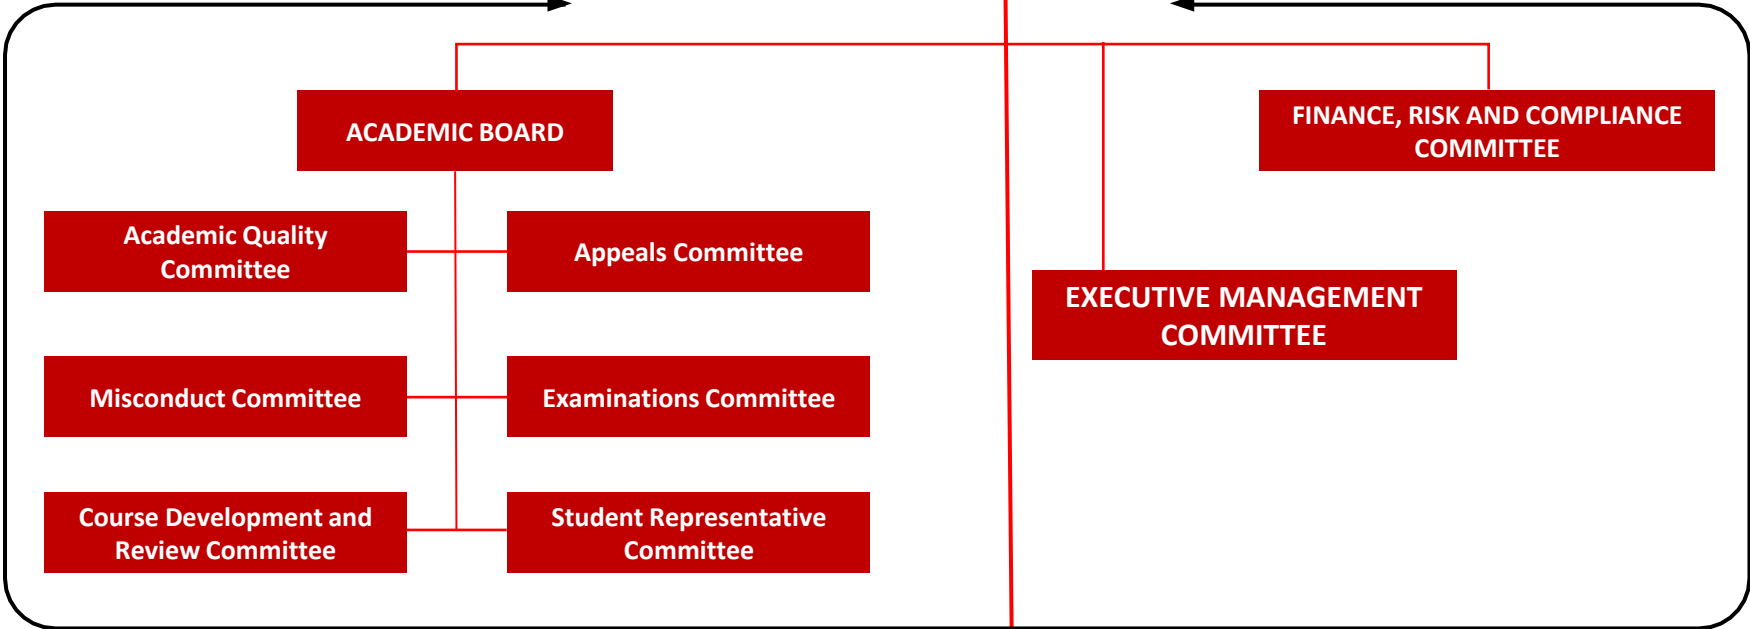 ACADEMIC BOARD
FINANCE, RISK AND COMPLIANCE
COMMITTEE
Academic Quality
Committee
Appeals Committee
EXECUTIVE MANAGEMENT
COMMITTEE
Misconduct Committee
Examinations Committee
Course Development and
Review Committee
Student Representative
Committee